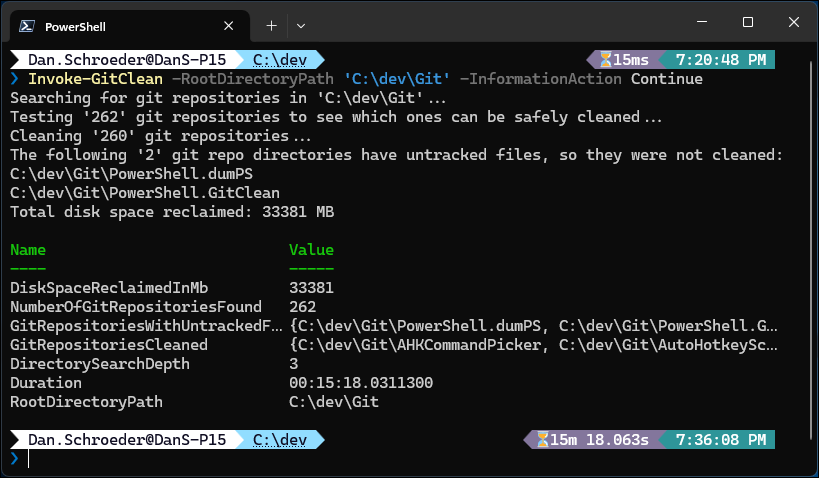 PowerShell
Dan.Schroeder@DanS-P15 C:\dev 15ms 7:20:48 PM
❯ Invoke-GitClean -RootDirectoryPath 'C:\dev\Git' -InformationAction Continue
Searching for git repositories in 'C:\dev\Git'...
Testing '262' git repositories to see which ones can be safely cleaned...
Cleaning '260' git repositories...
The following '2' git repo directories have untracked files, so they were not cleaned:
C:\dev\Git\PowerShell.dumPS
C:\dev\Git\PowerShell.GitClean
Total disk space reclaimed: 33381 MB
Name Value
---- -----
DiskSpaceReclaimedInMb 33381
NumberOfGitRepositoriesFound 262
GitRepositoriesWithUntrackedF... {C:\dev\Git\PowerShell.dumPS, C:\dev\Git\PowerShell.G...
GitRepositoriesCleaned {C:\dev\Git\AHKCommandPicker, C:\dev\Git\AutoHotkeySc...
DirectorySearchDepth 3
Duration 00:15:18.0311300
RootDirectoryPath C:\dev\Git
Dan.Schroeder@DanS-P15 C:\dev 15m 18.063s 7:36:08 PM
❯